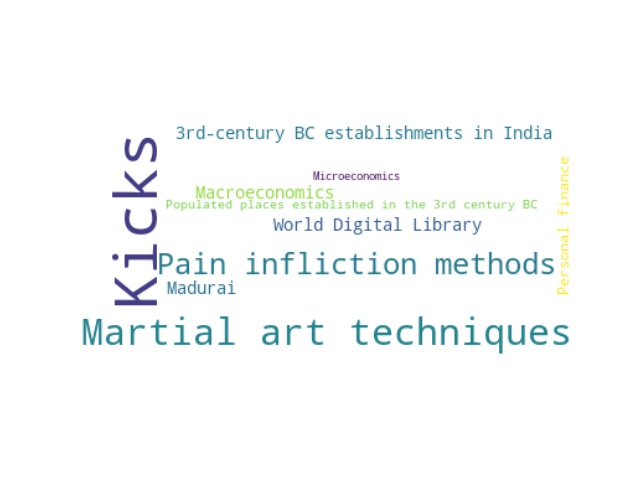 3rd-century BC establishments in India
Kicks
Microeconomics
Macroeconomics
Populated places established in the 3rd century BC
Personal finance
World Digital Library
Pain infliction methods
Madurai
Martial art techniques